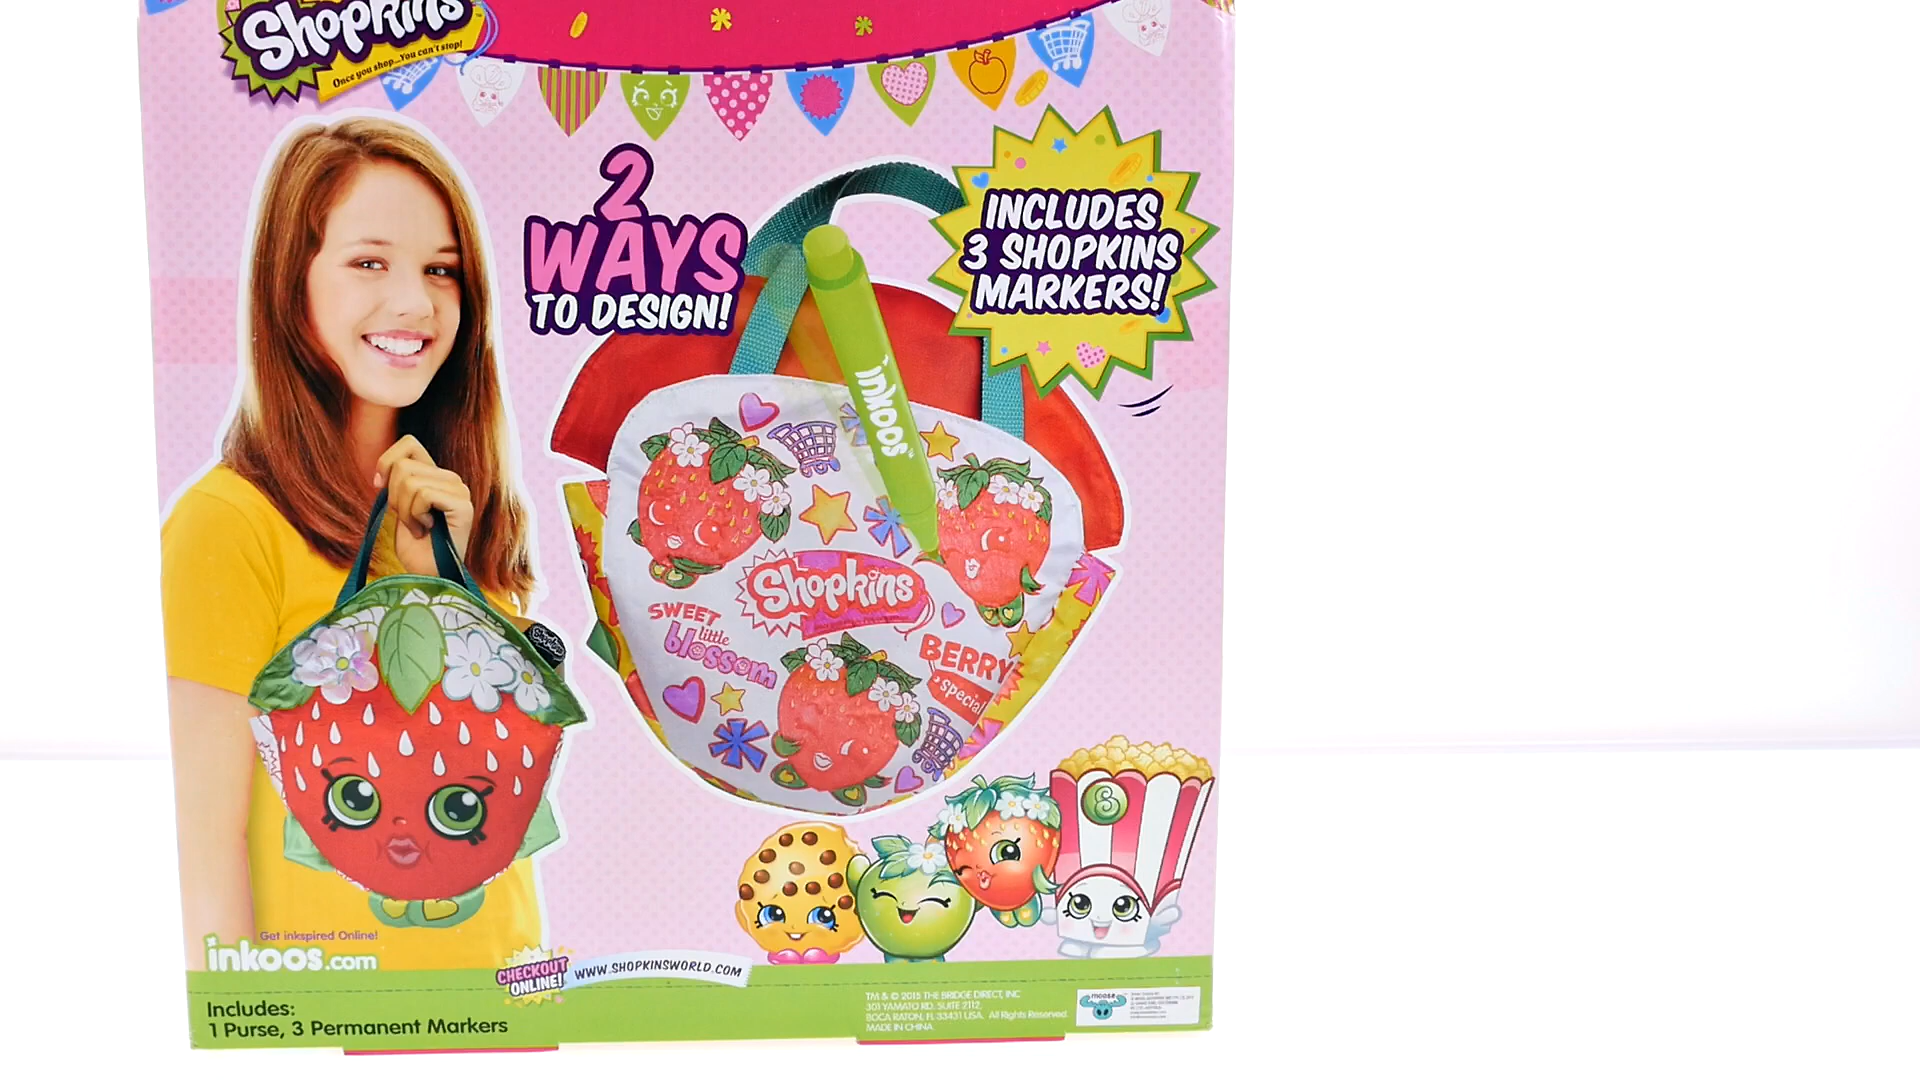 Shopkins
Once you shop...You can't stop!
2
WAYS
TO DESIGN!
INCLUDES
3 SHOPKINS
MARKERS!
inkoos
Shopkins
SWEET
little
blossom
BERRY
special
Get inkspired Online!
inkoos.com
CHECKOUT
ONLINE!
WWW.SHOPKINSWORLD.COM
Includes:
1 Purse, 3 Permanent Markers
TM & © 2015 THE BRIDGE DIRECT, INC
301 YAMATO RD. SUITE 2112,
BOCA RATON, FL 33431 USA. All Rights Reserved.
MADE IN CHINA.
moose